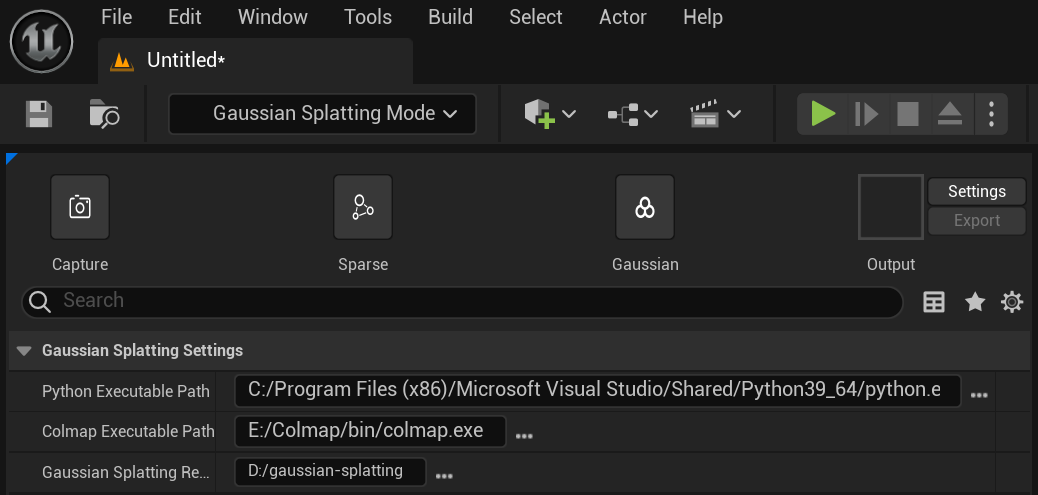 File Edit Window Tools Build Select Actor Help
Untitled*
Gaussian Splatting Mode
Settings
Export
Capture Sparse Gaussian Output
Search
Gaussian Splatting Settings
Python Executable Path C:/Program Files (x86)/Microsoft Visual Studio/Shared/Python39_64/python.e
Colmap Executable Path E:/Colmap/bin/colmap.exe
Gaussian Splatting Re... D:/gaussian-splatting